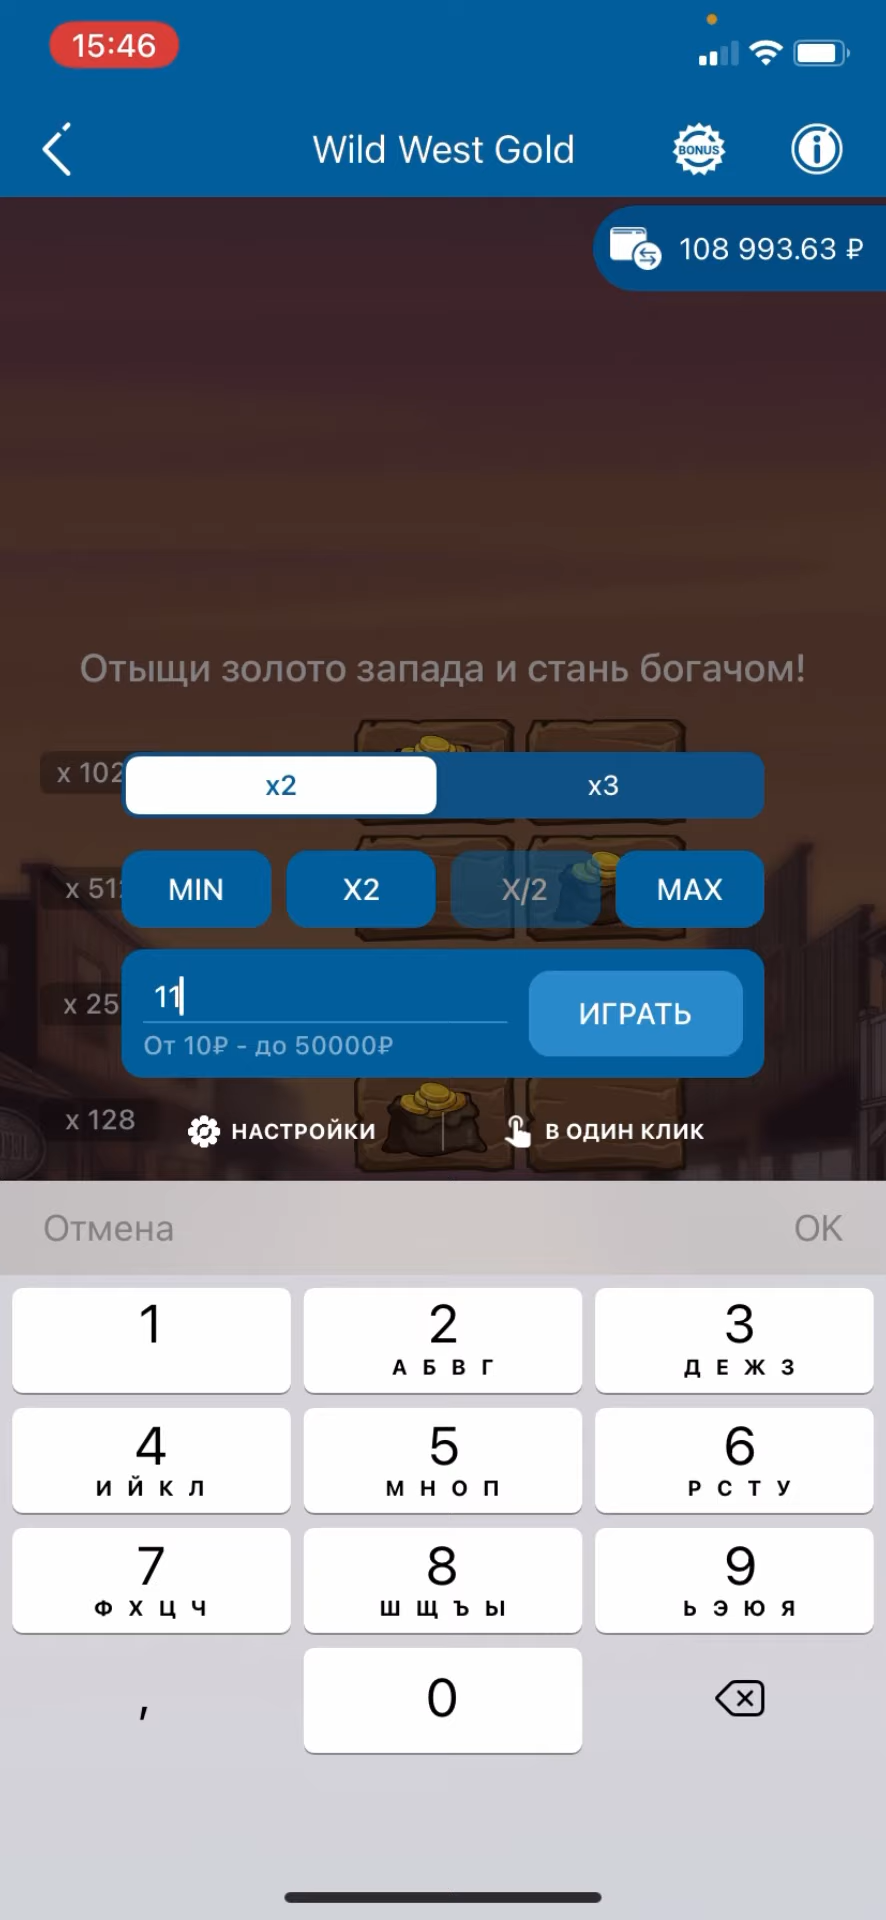 15:46
Wild West Gold
BONUS
108 993.63 ₽
Отыщи золото запада и стань богачом!
x 102
x2
x3
x 51
MIN
X2
X/2
MAX
x 25
11
От 10₽ - до 50000₽
ИГРАТЬ
x 128
НАСТРОЙКИ
В ОДИН КЛИК
Отмена
OK
1
2
3
А Б В Г
Д Е Ж З
4
5
6
И Й К Л
М Н О П
Р С Т У
7
8
9
Ф Х Ц Ч
Ш Щ Ъ Ы
Ь Э Ю Я
,
0